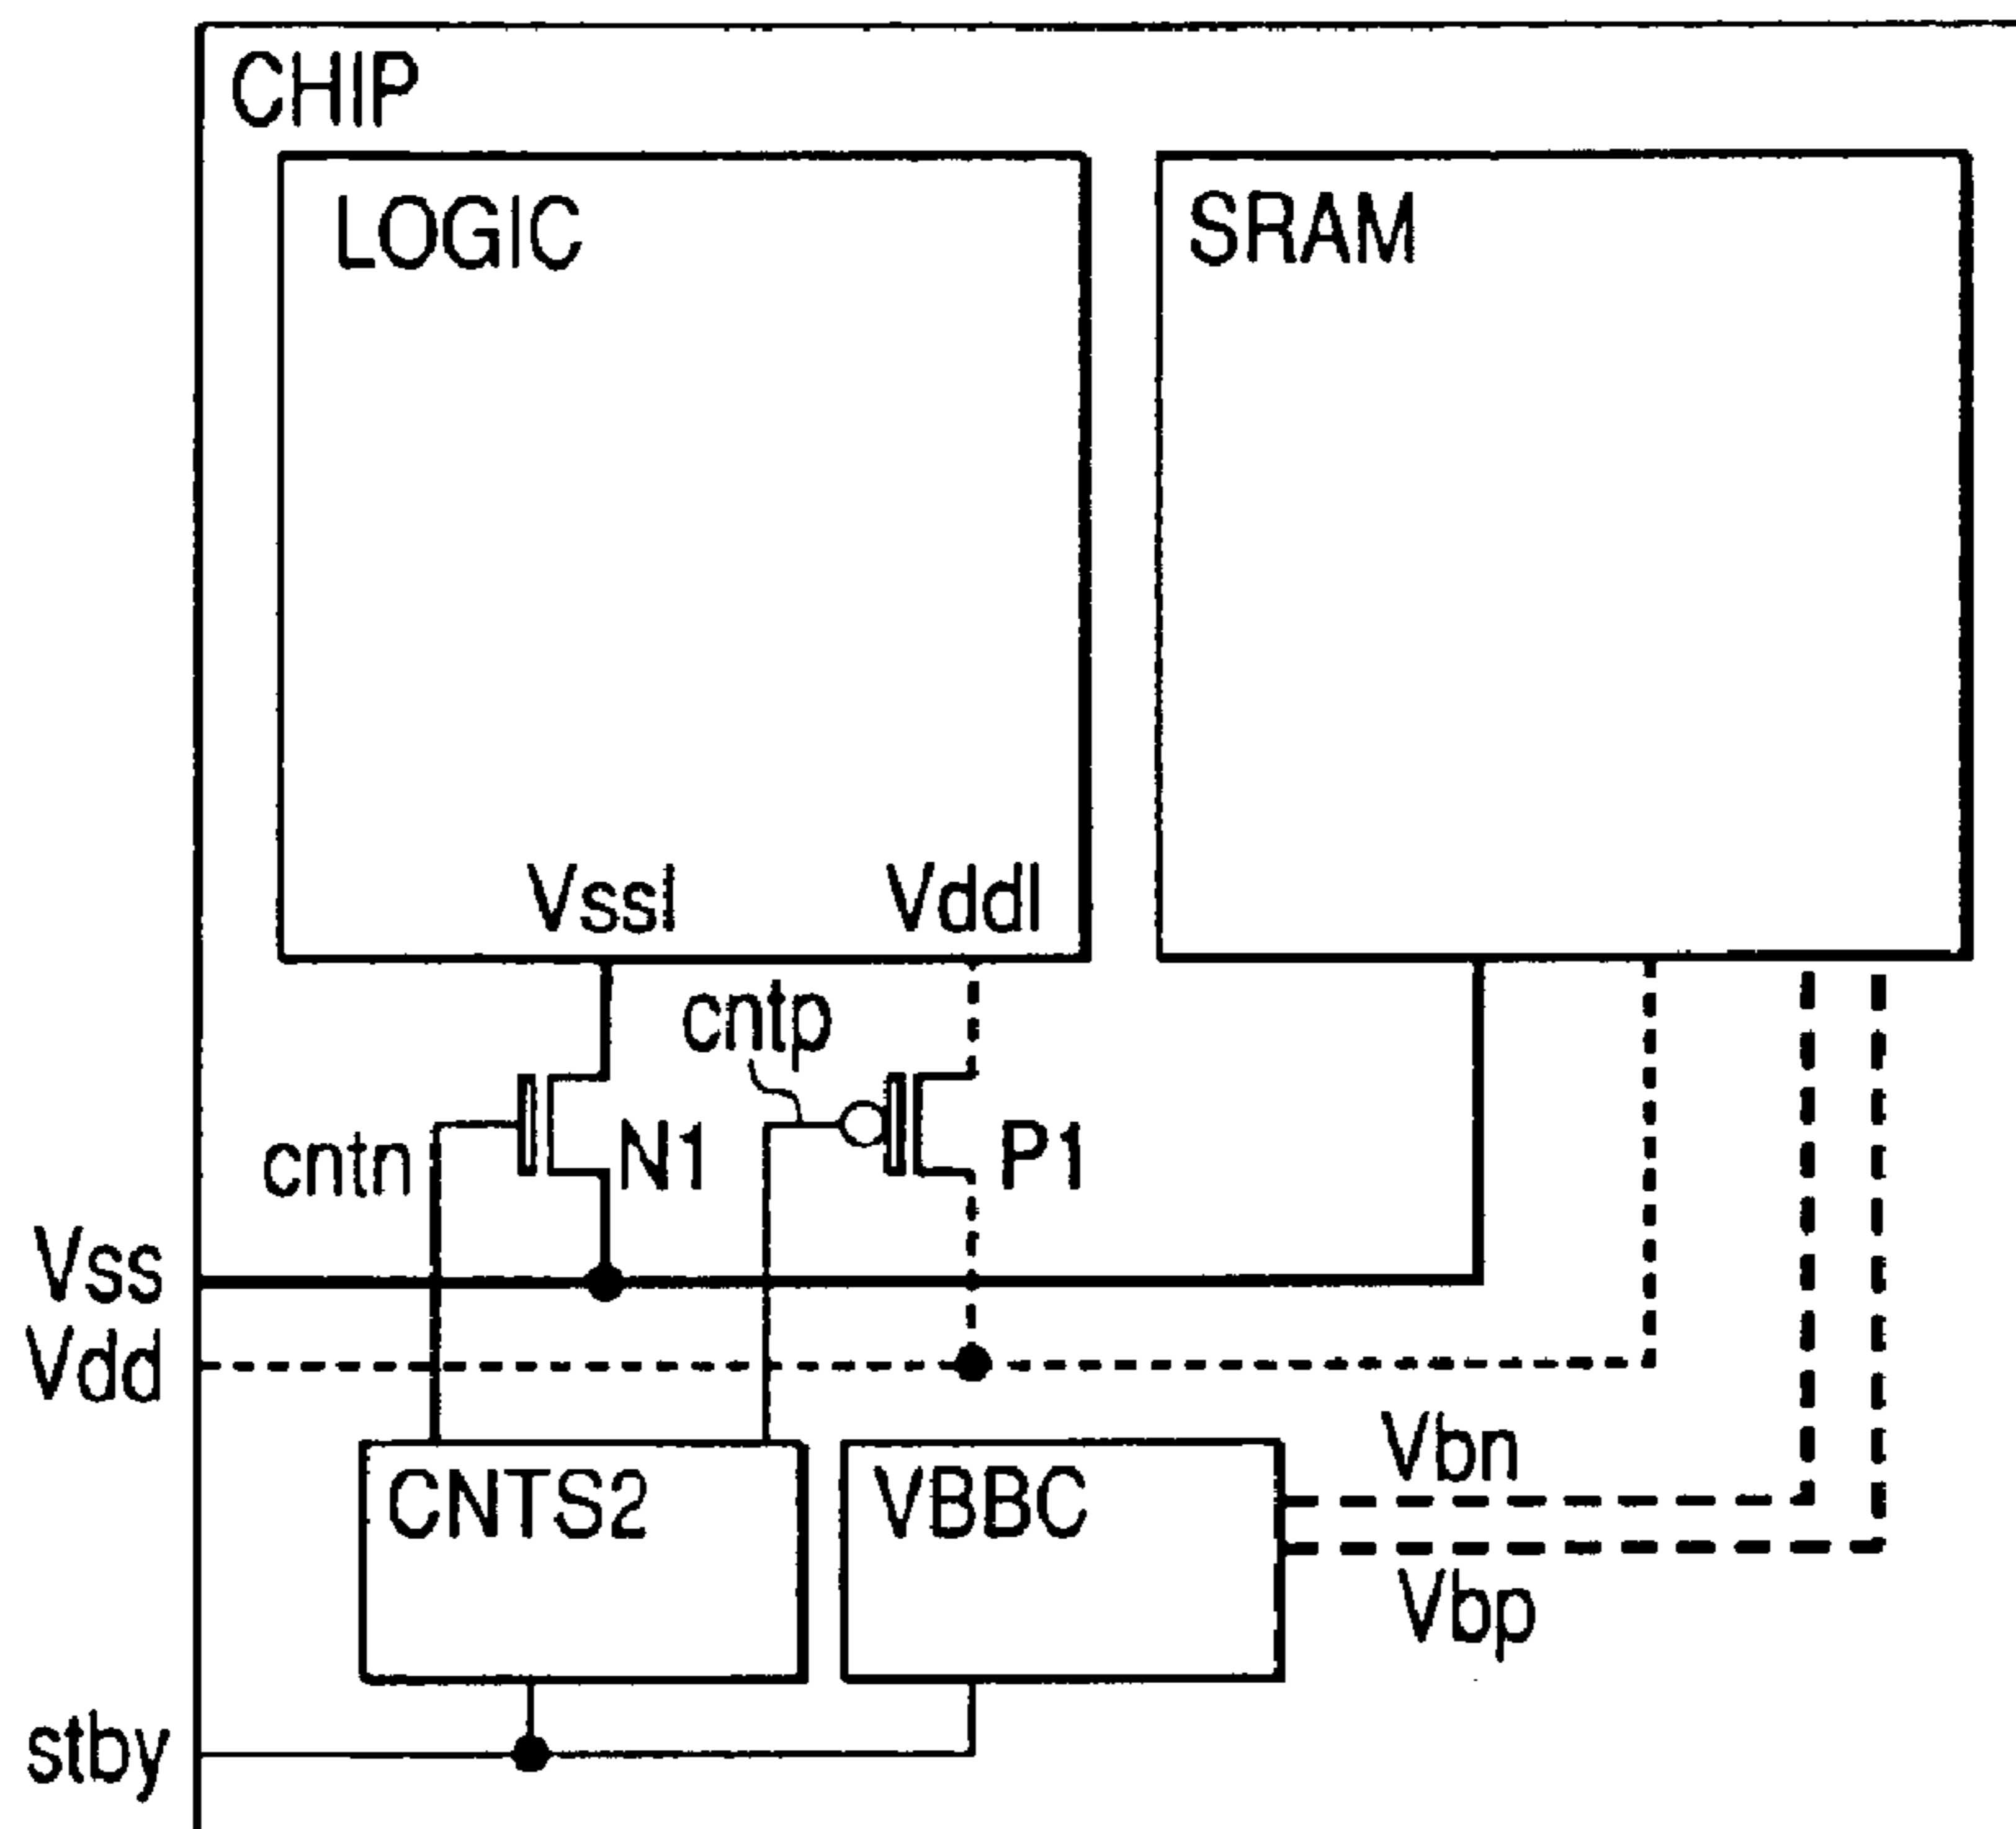 CHIP
LOGIC
SRAM
Vssl
Vddl
cntp
cntn
N1
P1
Vss
Vdd
Vbn
CNTS2
VBBC
Vbp
stby